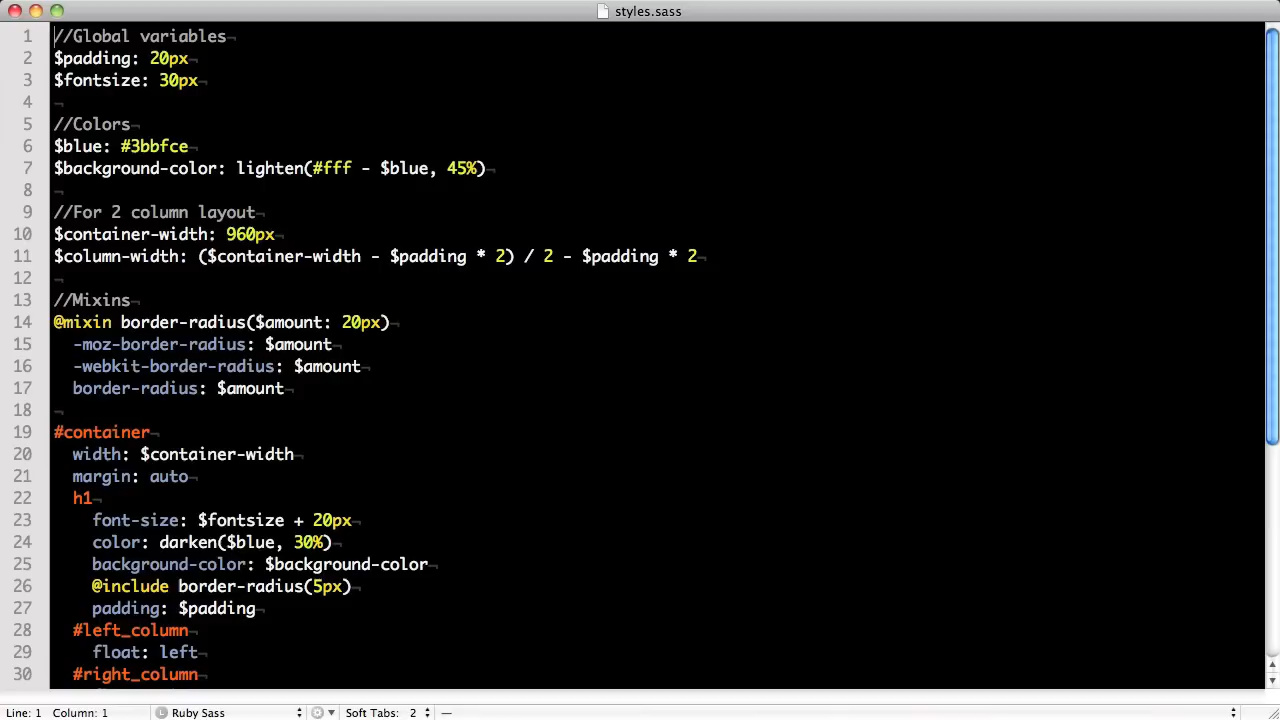 styles.sass
1 //Global variables¬
2 $padding: 20px¬
3 $fontsize: 30px¬
4 ¬
5 //Colors¬
6 $blue: #3bbfce¬
7 $background-color: lighten(#fff - $blue, 45%)¬
8 ¬
9 //For 2 column layout¬
10 $container-width: 960px¬
11 $column-width: ($container-width - $padding * 2) / 2 - $padding * 2¬
12 ¬
13 //Mixins¬
14 @mixin border-radius($amount: 20px)¬
15 -moz-border-radius: $amount¬
16 -webkit-border-radius: $amount¬
17 border-radius: $amount¬
18 ¬
19 #container¬
20 width: $container-width¬
21 margin: auto¬
22 h1¬
23 font-size: $fontsize + 20px¬
24 color: darken($blue, 30%)¬
25 background-color: $background-color¬
26 @include border-radius(5px)¬
27 padding: $padding¬
28 #left_column¬
29 float: left¬
30 #right_column¬
Line: 1 Column: 1 L Ruby Sass Soft Tabs: 2 —